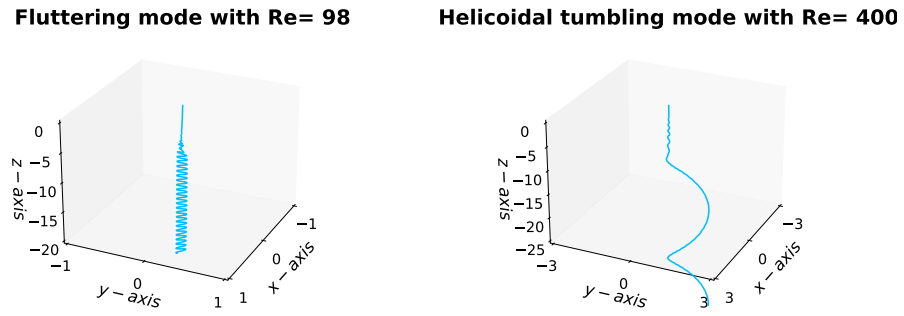 Fluttering mode with Re= 98
0
−5
−10
−15
−20
z − axis
−1
0
1
y − axis
−1
0
1
x − axis
Helicoidal tumbling mode with Re= 400
0
−5
−10
−15
−20
−25
z − axis
−3
0
3
y − axis
−3
0
3
x − axis